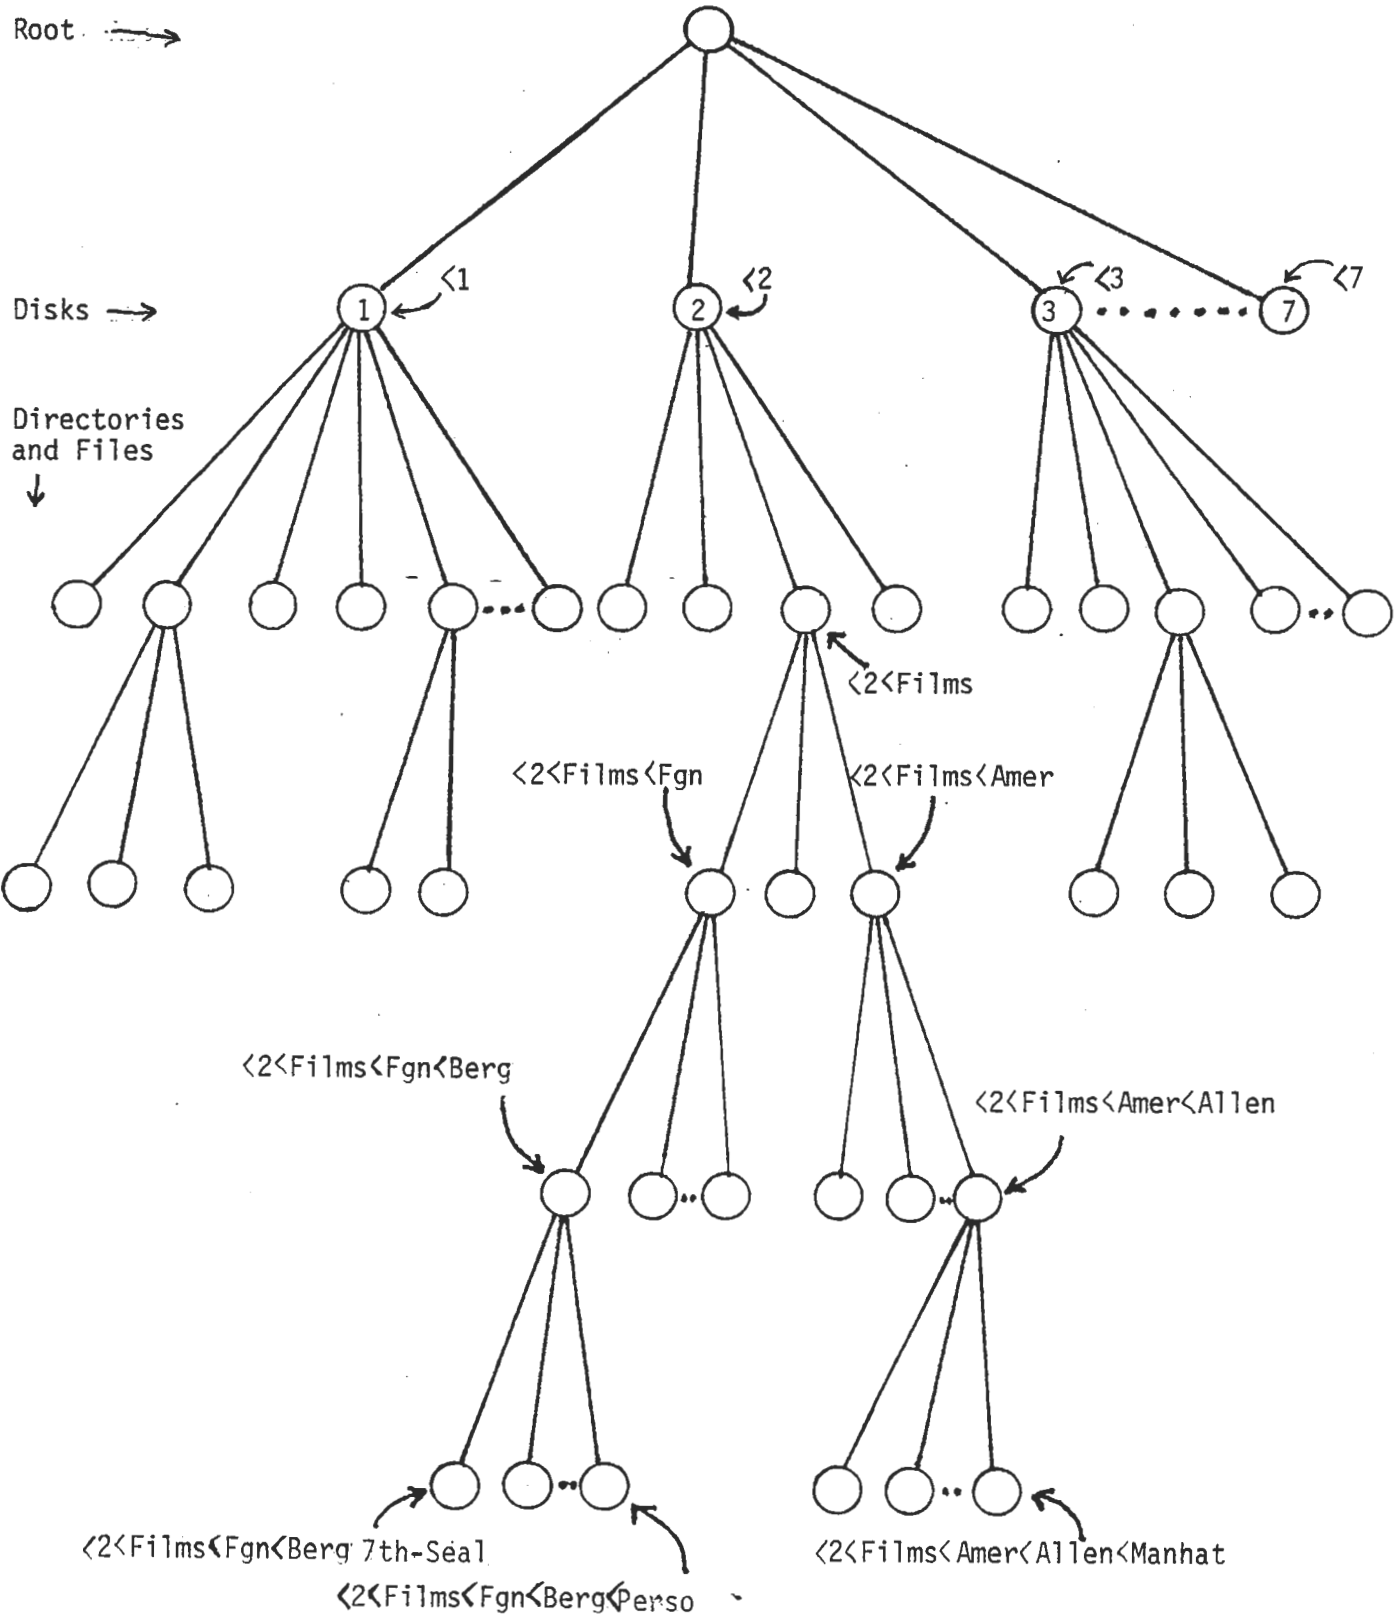 Root
<1
<2
<3
<7
Disks
1
2
3
7
Directories
and Files
<2<Films
<2<Films<Fgn
<2<Films<Amer
<2<Films<Fgn<Berg
<2<Films<Amer<Allen
<2<Films<Fgn<Berg 7th-Seal
<2<Films<Amer<Allen<Manhat
<2<Films<Fgn<Berg<Perso